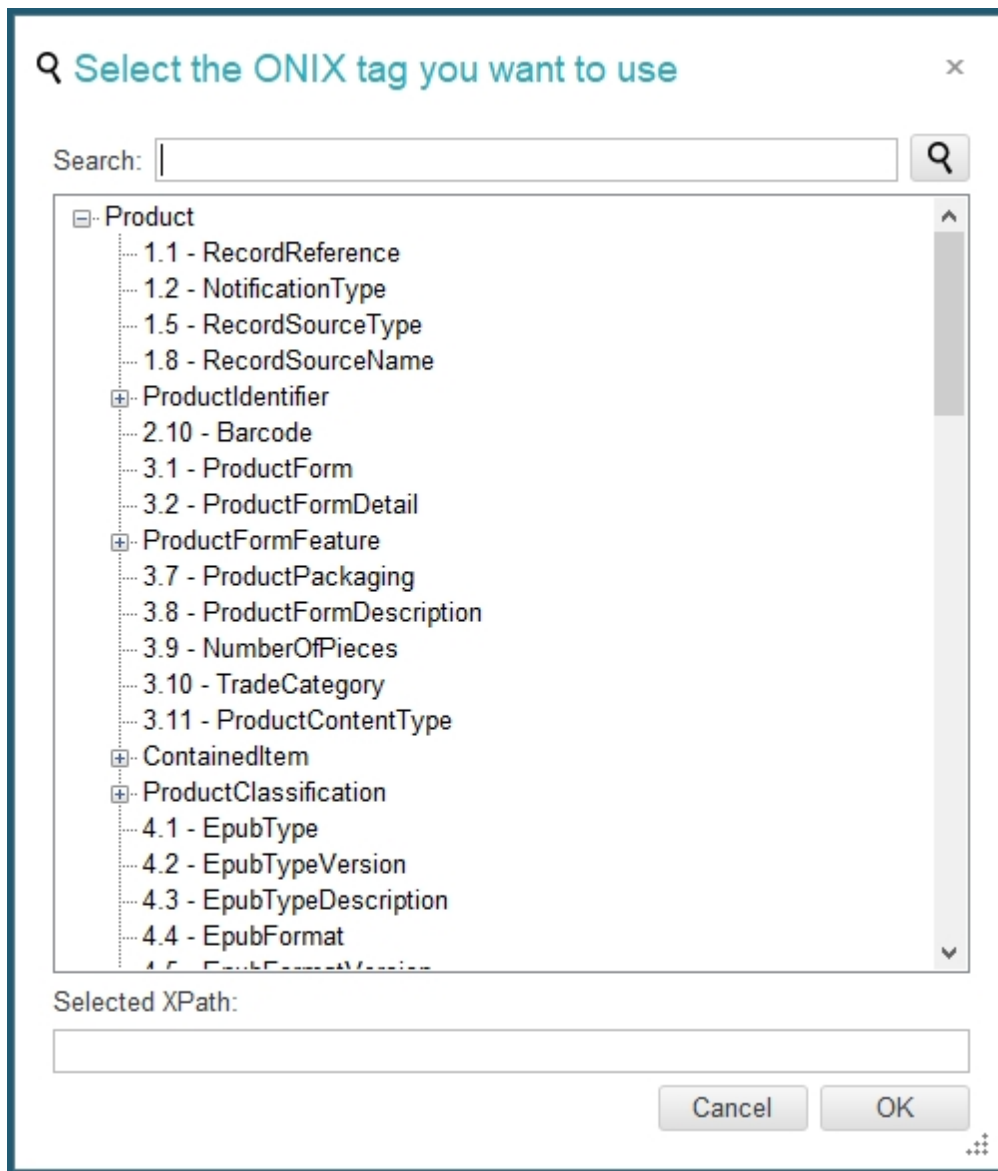 Select the ONIX tag you want to use
Search:
Product
1.1 - RecordReference
1.2 - NotificationType
1.5 - RecordSourceType
1.8 - RecordSourceName
ProductIdentifier
2.10 - Barcode
3.1 - ProductForm
3.2 - ProductFormDetail
ProductFormFeature
3.7 - ProductPackaging
3.8 - ProductFormDescription
3.9 - NumberOfPieces
3.10 - TradeCategory
3.11 - ProductContentType
ContainedItem
ProductClassification
4.1 - EpubType
4.2 - EpubTypeVersion
4.3 - EpubTypeDescription
4.4 - EpubFormat
4.5 - EpubFormatVersion
Selected XPath:
Cancel OK